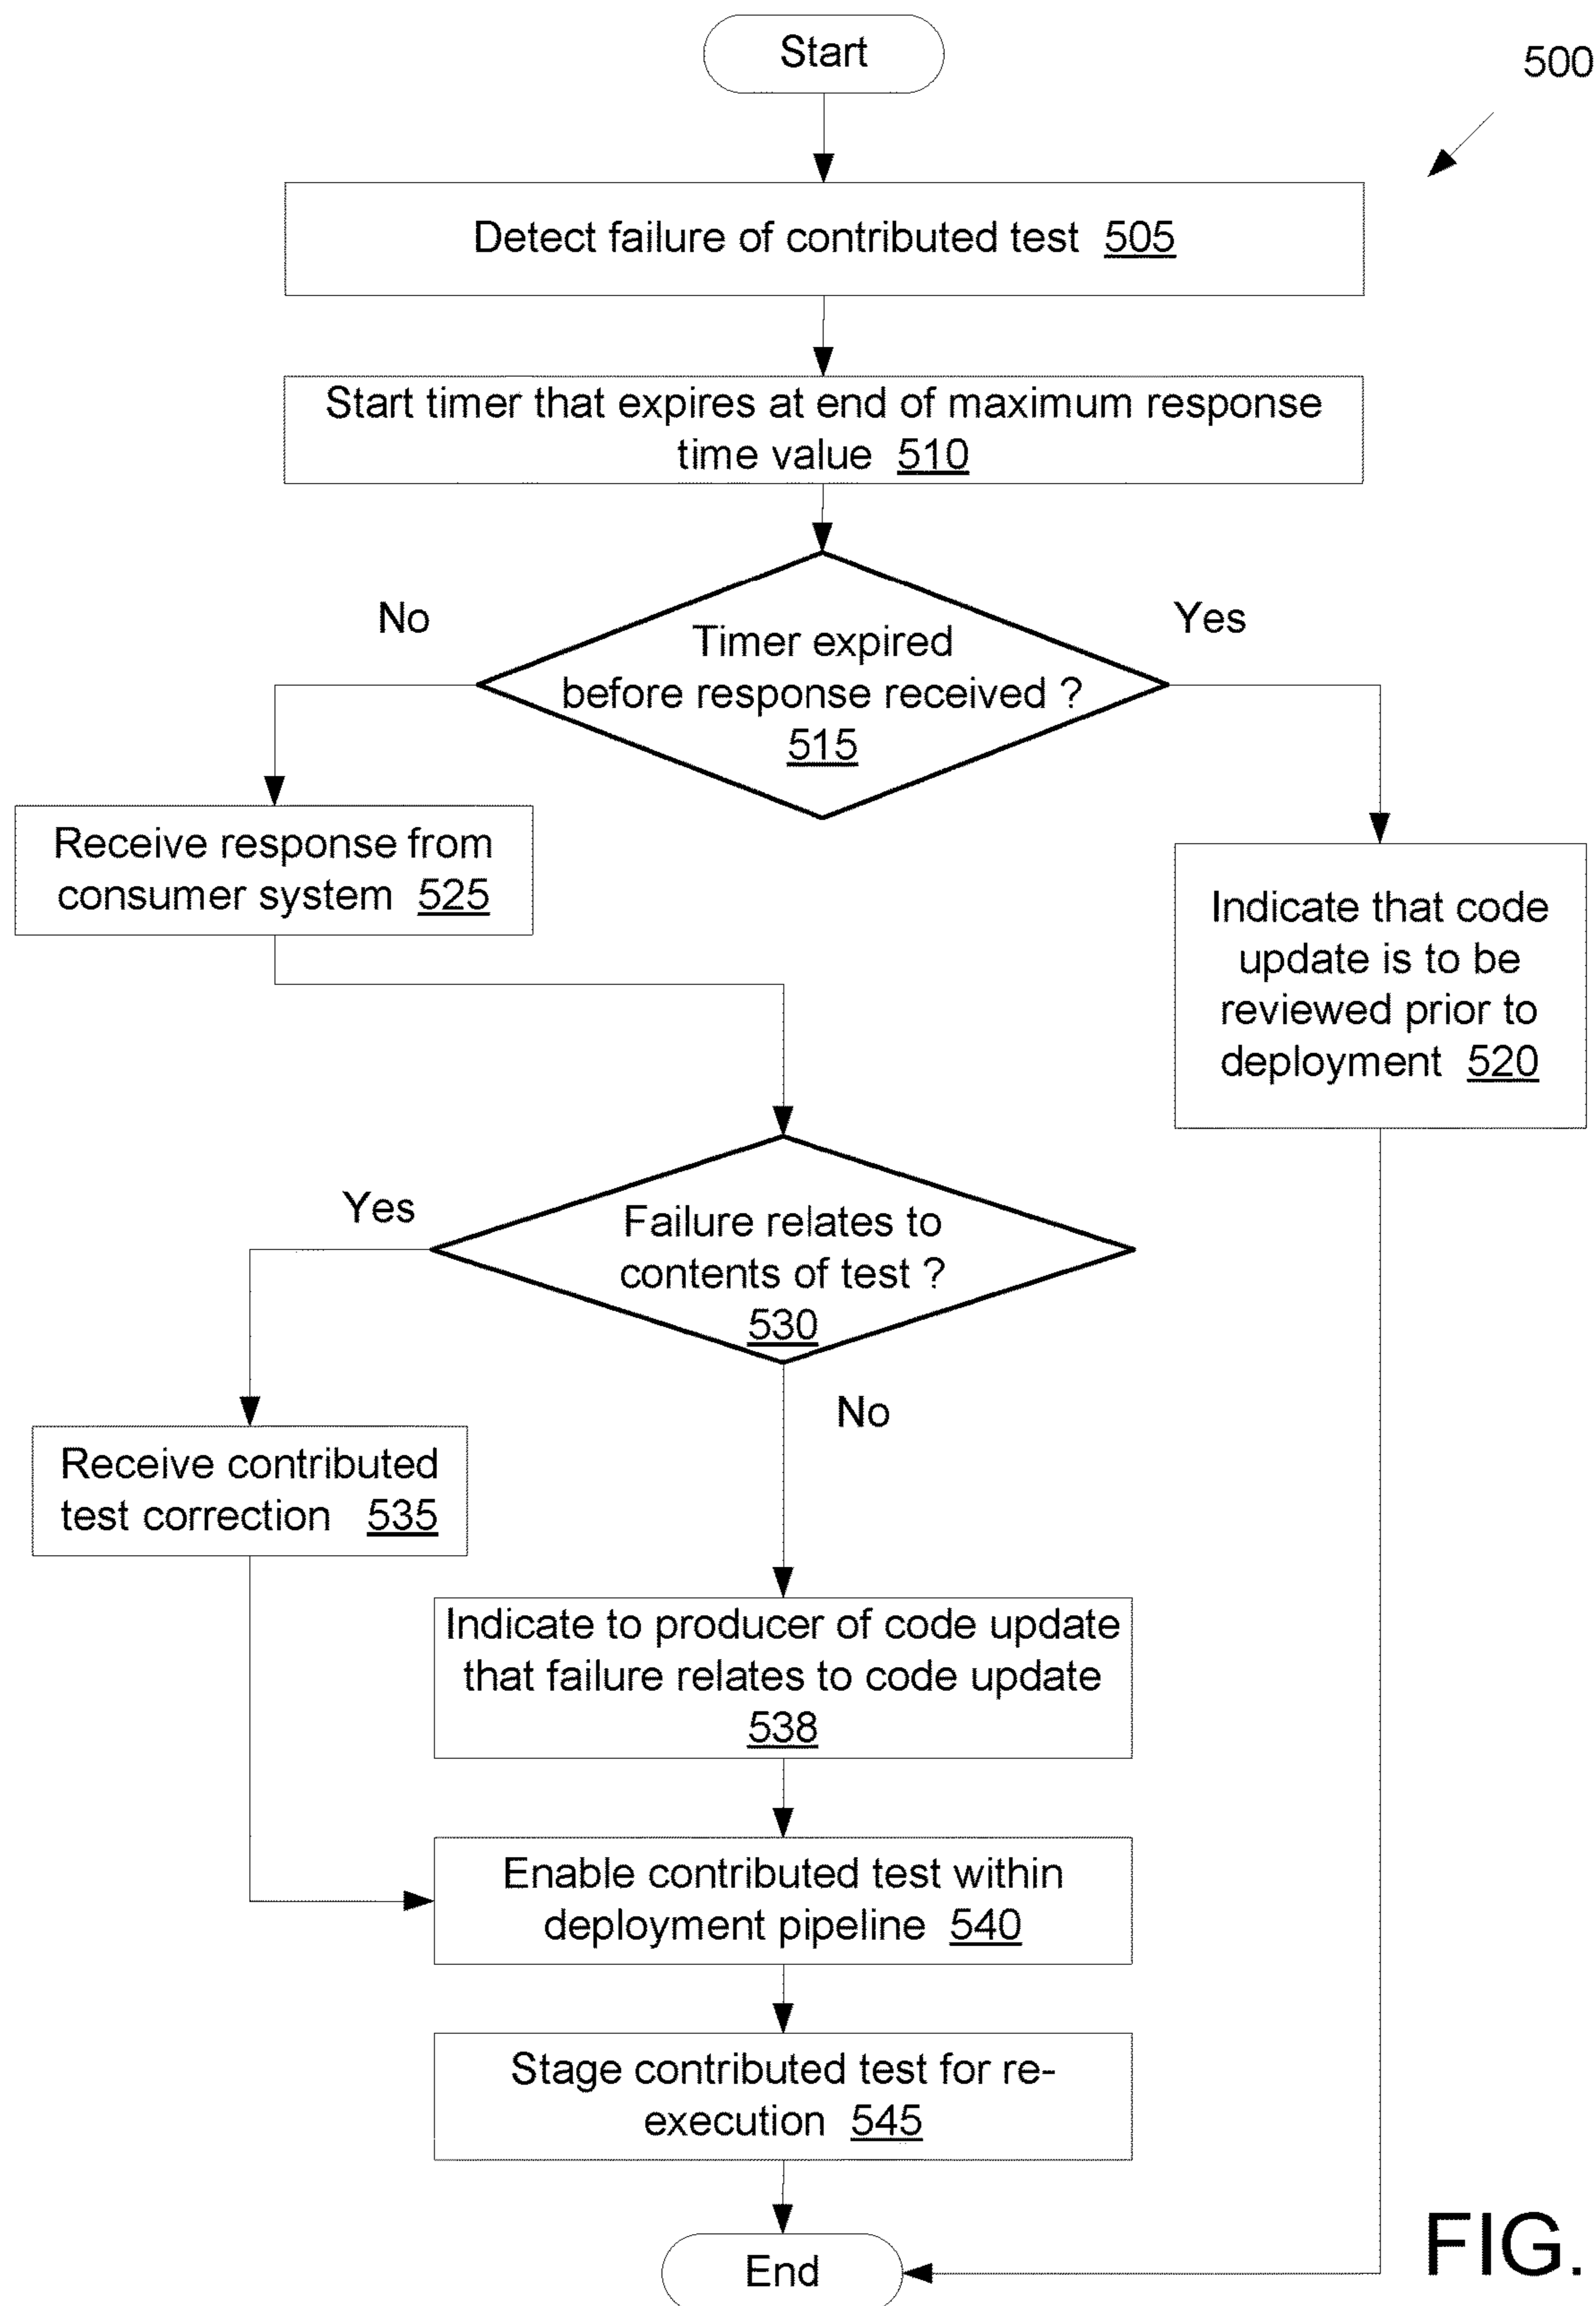 Start
500
Detect failure of contributed test 505
Start timer that expires at end of maximum response
time value 510
No
Yes
Timer expired
before response received ?
515
Receive response from
consumer system 525
Indicate that code
update is to be
reviewed prior to
deployment 520
Yes
Failure relates to
contents of test ?
530
No
Receive contributed
test correction 535
Indicate to producer of code update
that failure relates to code update
538
Enable contributed test within
deployment pipeline 540
Stage contributed test for re-
execution 545
End
FIG.